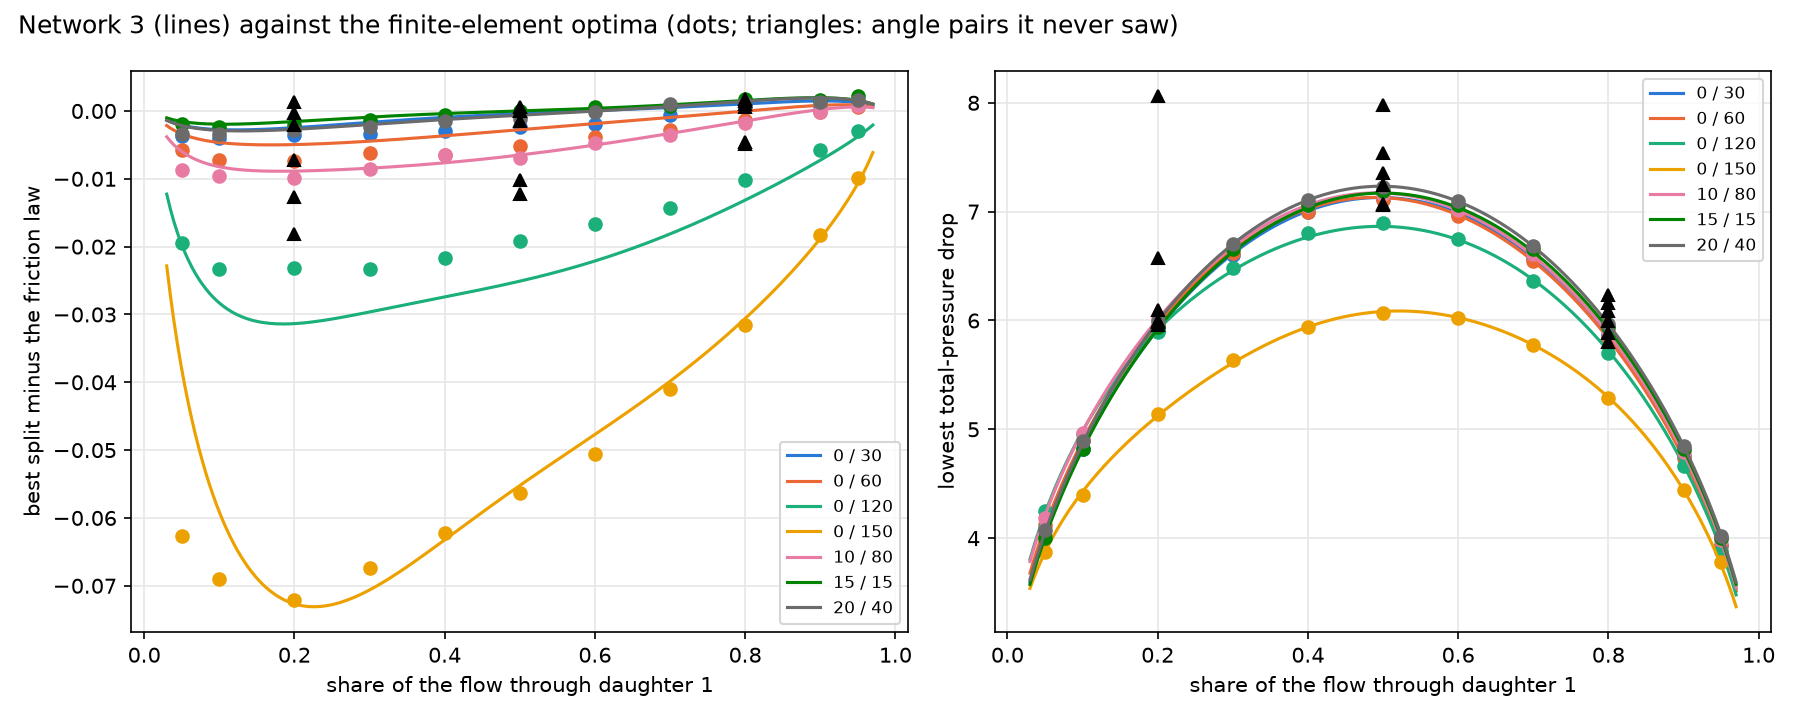 Network 3 (lines) against the finite-element optima (dots; triangles: angle pairs it never saw)
best split minus the friction law
0.00
−0.01
−0.02
−0.03
−0.04
−0.05
−0.06
−0.07
0.0 0.2 0.4 0.6 0.8 1.0
share of the flow through daughter 1
0 / 30
0 / 60
0 / 120
0 / 150
10 / 80
15 / 15
20 / 40
lowest total-pressure drop
8
7
6
5
4
0.0 0.2 0.4 0.6 0.8 1.0
share of the flow through daughter 1
0 / 30
0 / 60
0 / 120
0 / 150
10 / 80
15 / 15
20 / 40